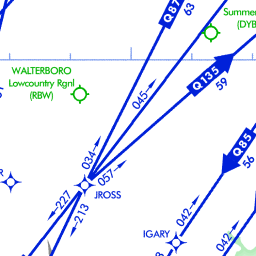 Q87
63
Summer
(DYB
WALTERBORO
Lowcountry Rgnl
(RBW)
Q135
59
045
034
057
Q85
56
227
213
JROSS
042
IGARY
042